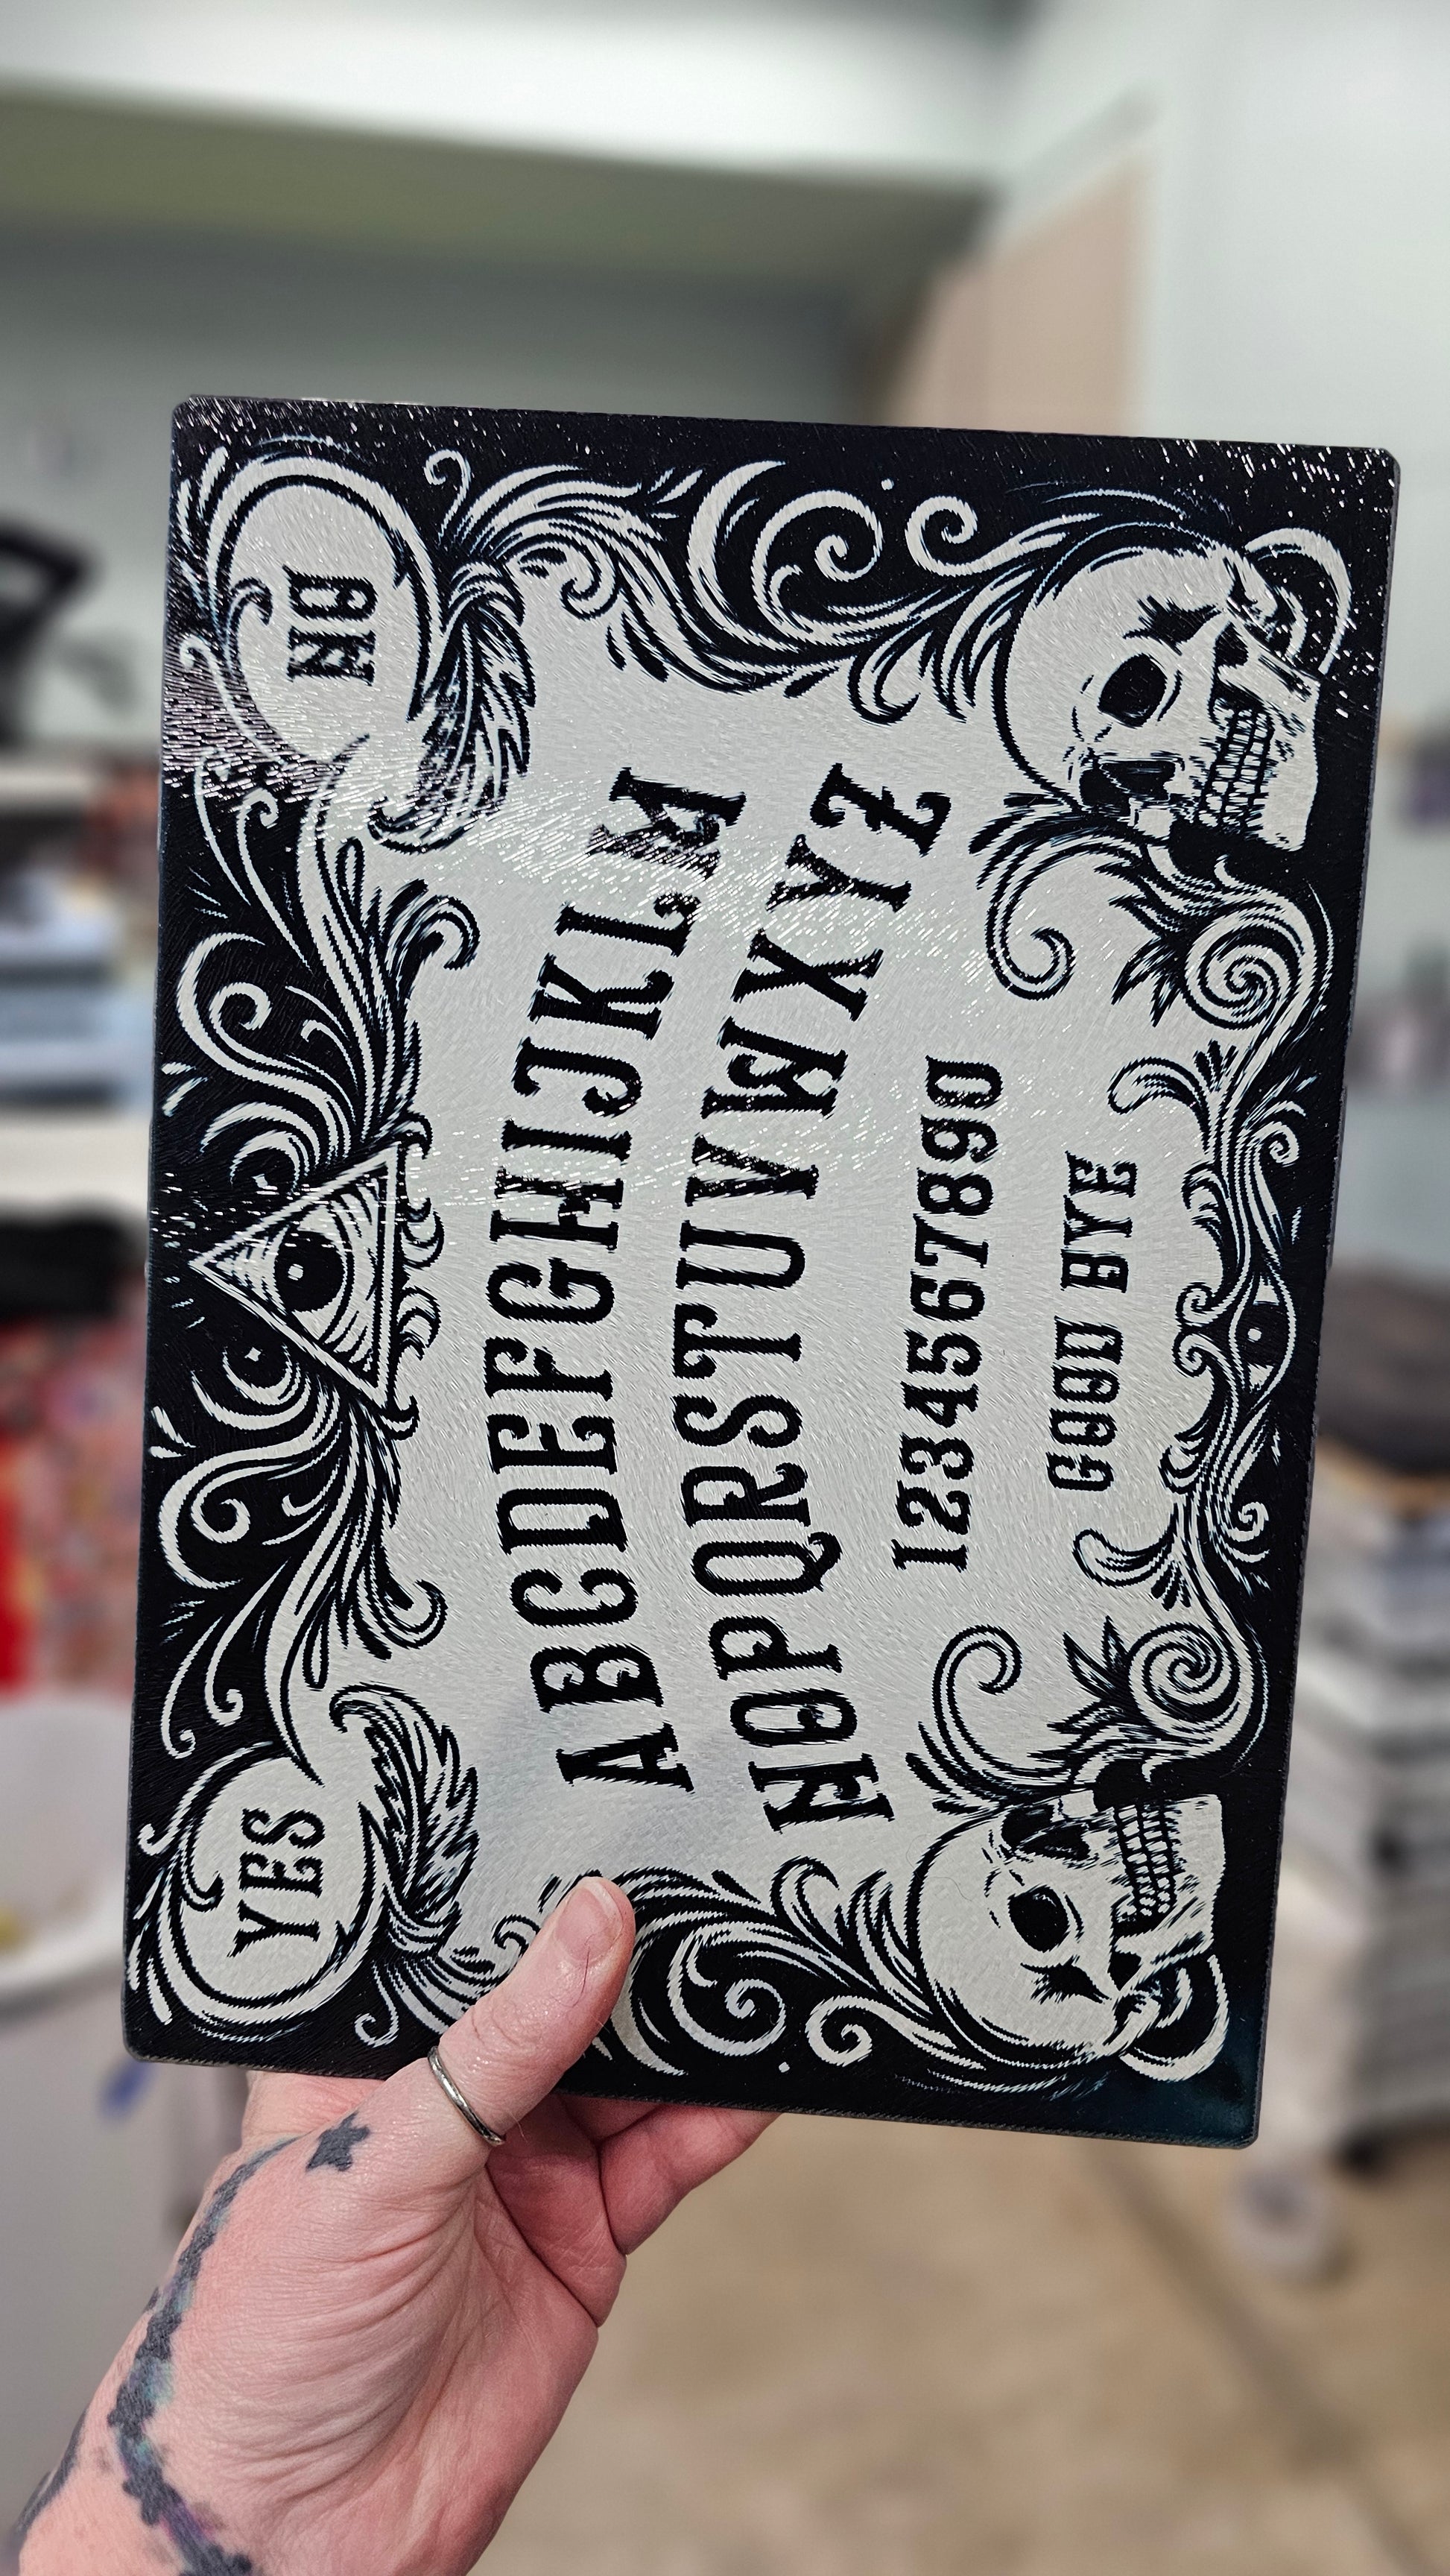 YES NO
ABCDEFGHIJKLM
NOPQRSTUVWXYZ
1234567890
GOOD BYE